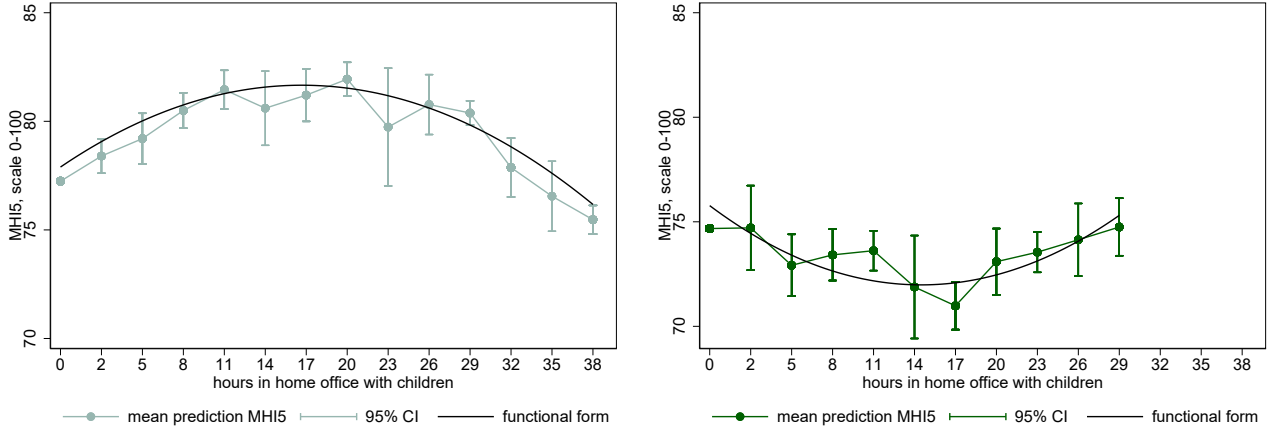 85
80
75
70
MHI5, scale 0-100
0 2 5 8 11 14 17 20 23 26 29 32 35 38
hours in home office with children
mean prediction MHI5 95% CI functional form
85
80
75
70
MHI5, scale 0-100
0 2 5 8 11 14 17 20 23 26 29 32 35 38
hours in home office with children
mean prediction MHI5 95% CI functional form